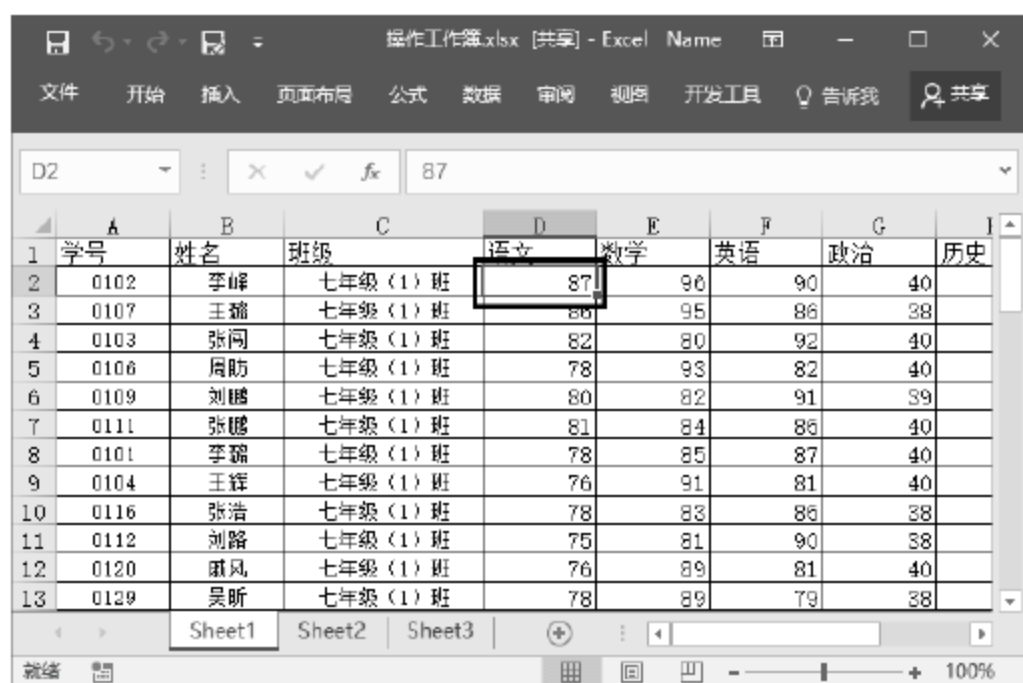 操作工作簿.xlsx [共享] - Excel Name
文件 开始 插入 页面布局 公式 数据 审阅 视图 开发工具 告诉我 共享
D2 fx 87
A B C D E F G
1 学号 姓名 班级 语文 数学 英语 政治 历史
2 0102 李峰 七年级（1）班 87 96 90 40
3 0107 王璐 七年级（1）班 86 95 86 38
4 0103 张闯 七年级（1）班 82 80 92 40
5 0106 周昉 七年级（1）班 78 93 82 40
6 0109 刘鹏 七年级（1）班 80 82 91 39
7 0111 张鹏 七年级（1）班 81 84 86 40
8 0101 李璐 七年级（1）班 78 85 87 40
9 0104 王辉 七年级（1）班 76 91 81 40
10 0116 张浩 七年级（1）班 78 83 86 38
11 0112 刘路 七年级（1）班 75 81 90 38
12 0120 戚风 七年级（1）班 76 89 81 40
13 0129 吴昕 七年级（1）班 78 89 79 38
Sheet1 Sheet2 Sheet3
就绪 100%